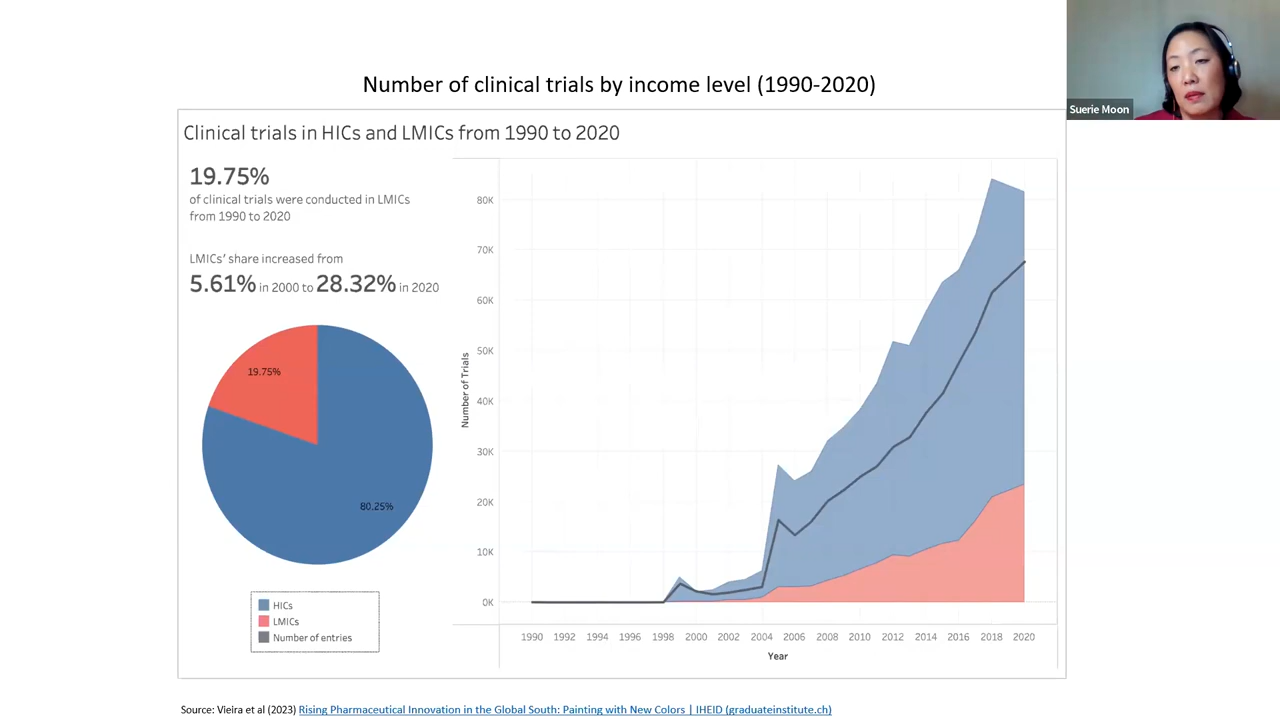 Number of clinical trials by income level (1990-2020)
Suerie Moon
Clinical trials in HICs and LMICs from 1990 to 2020
19.75%
of clinical trials were conducted in LMICs
from 1990 to 2020
LMICs' share increased from
5.61% in 2000 to 28.32% in 2020
19.75%
80.25%
HICs
LMICs
Number of entries
Number of Trials
80K
70K
60K
50K
40K
30K
20K
10K
0K
1990 1992 1994 1996 1998 2000 2002 2004 2006 2008 2010 2012 2014 2016 2018 2020
Year
Source: Vieira et al (2023) Rising Pharmaceutical Innovation in the Global South: Painting with New Colors | IHEID (graduateinstitute.ch)